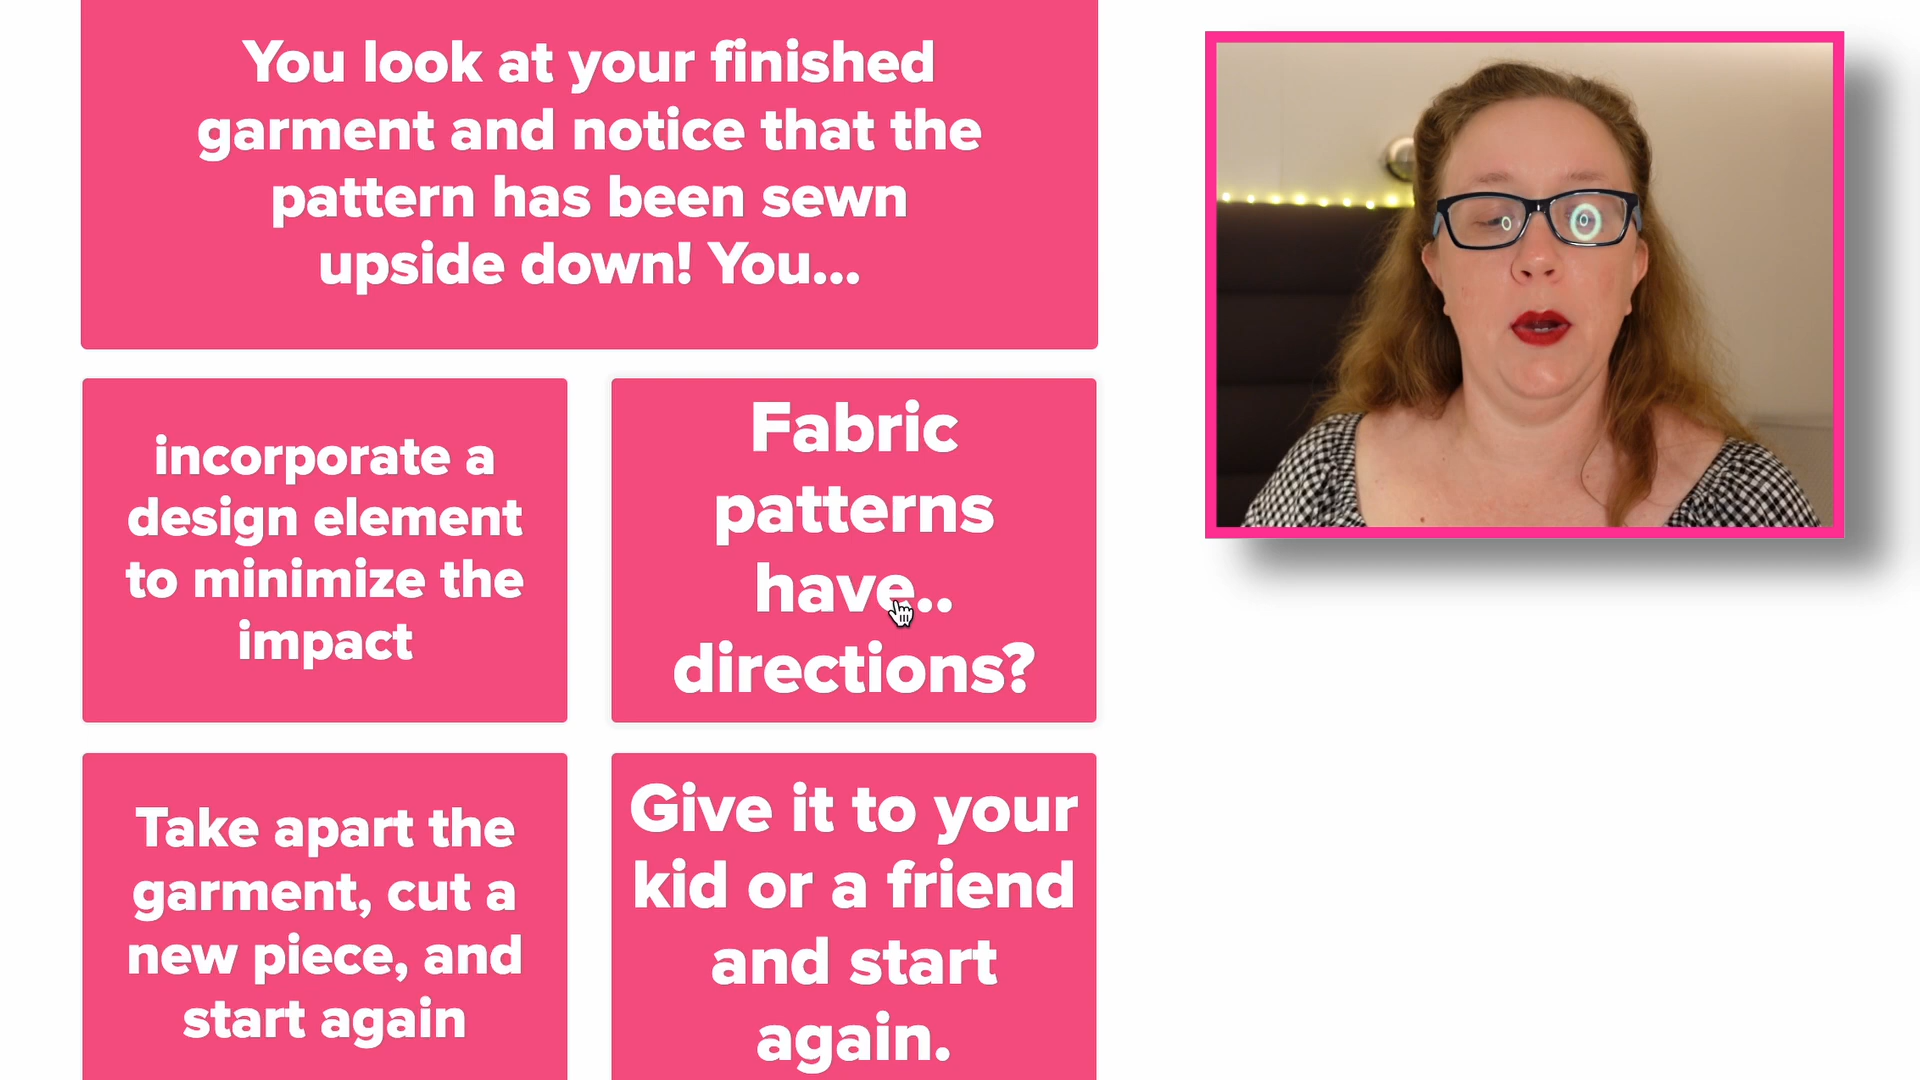 You look at your finished
garment and notice that the
pattern has been sewn
upside down! You...
incorporate a
design element
to minimize the
impact
Fabric
patterns
have..
directions?
Take apart the
garment, cut a
new piece, and
start again
Give it to your
kid or a friend
and start
again.